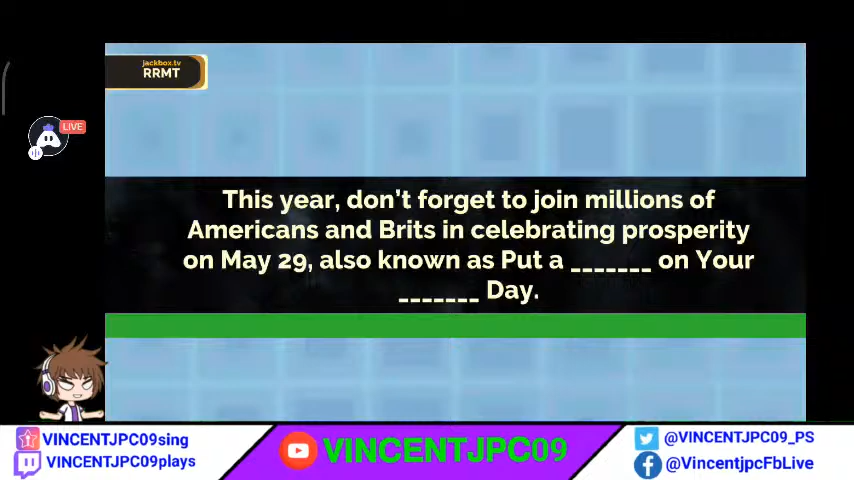 jackbox.tv
RRMT
LIVE
This year, don't forget to join millions of
Americans and Brits in celebrating prosperity
on May 29, also known as Put a _______ on Your
_______ Day.
VINCENTJPC09sing
VINCENTJPC09plays
VINCENTJPC09
@VINCENTJPC09_PS
@VincentjpcFbLive